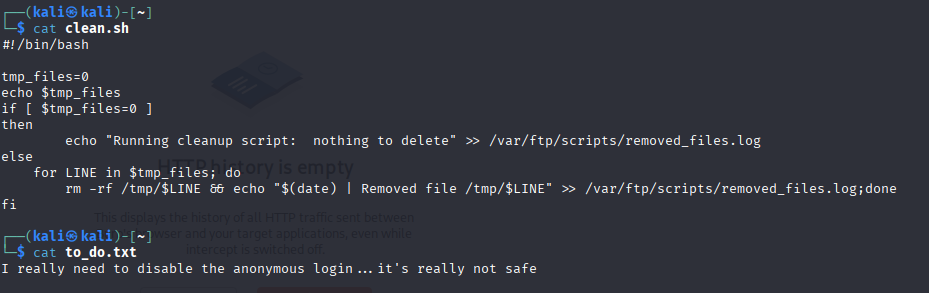 ┌──(kali㉿kali)-[~]
└─$ cat clean.sh
#!/bin/bash

tmp_files=0
echo $tmp_files
if [ $tmp_files=0 ]
then
        echo "Running cleanup script:  nothing to delete" >> /var/ftp/scripts/removed_files.log
else
HTTP history is empty
    for LINE in $tmp_files; do
        rm -rf /tmp/$LINE && echo "$(date) | Removed file /tmp/$LINE" >> /var/ftp/scripts/removed_files.log;done
fi
This displays the history of all HTTP traffic sent between
browser and your target applications, even while
┌──(kali㉿kali)-[~]
intercept is switched off.
└─$ cat to_do.txt
I really need to disable the anonymous login...it's really not safe